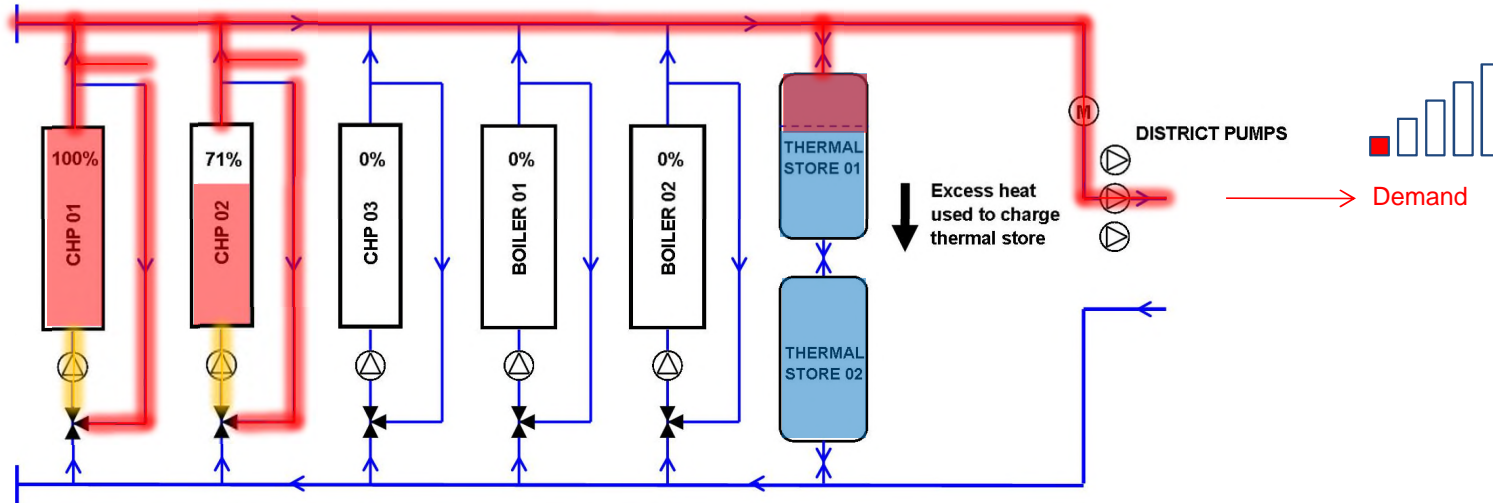 100%
CHP 01
71%
CHP 02
0%
CHP 03
0%
BOILER 01
0%
BOILER 02
THERMAL
STORE 01
THERMAL
STORE 02
Excess heat
used to charge
thermal store
M
DISTRICT PUMPS
Demand